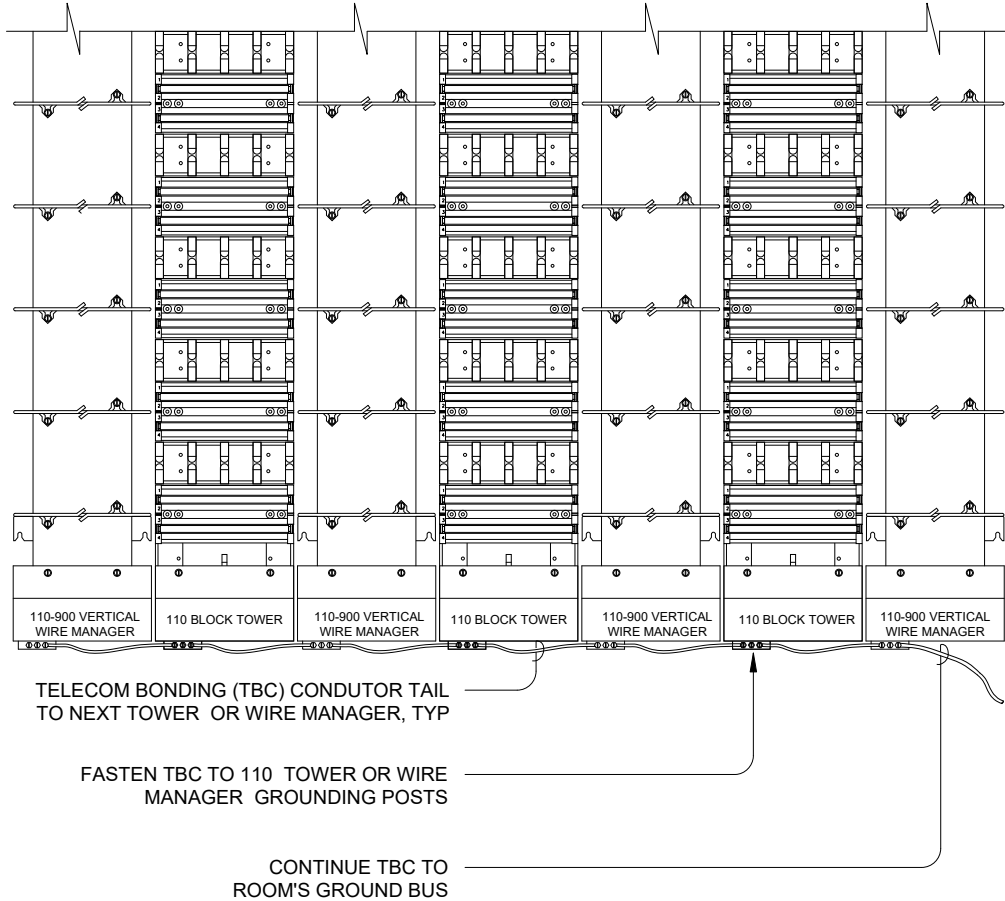 110-900 VERTICAL
WIRE MANAGER
110 BLOCK TOWER
110-900 VERTICAL
WIRE MANAGER
110 BLOCK TOWER
110-900 VERTICAL
WIRE MANAGER
110 BLOCK TOWER
110-900 VERTICAL
WIRE MANAGER
TELECOM BONDING (TBC) CONDUTOR TAIL
TO NEXT TOWER OR WIRE MANAGER, TYP
FASTEN TBC TO 110 TOWER OR WIRE
MANAGER GROUNDING POSTS
CONTINUE TBC TO
ROOM'S GROUND BUS